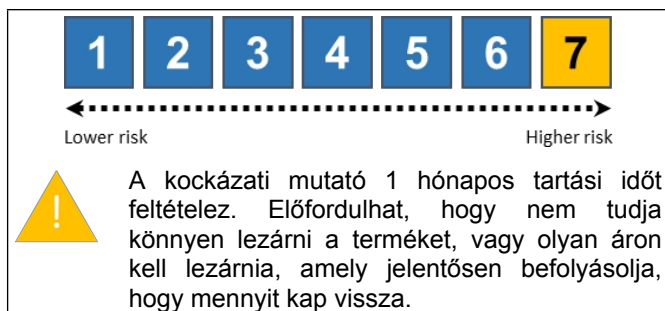 1 2 3 4 5 6 7
Lower risk Higher risk
!
A kockázati mutató 1 hónapos tartási időt
feltételez. Előfordulhat, hogy nem tudja
könnyen lezárni a terméket, vagy olyan áron
kell lezárnia, amely jelentősen befolyásolja,
hogy mennyit kap vissza.